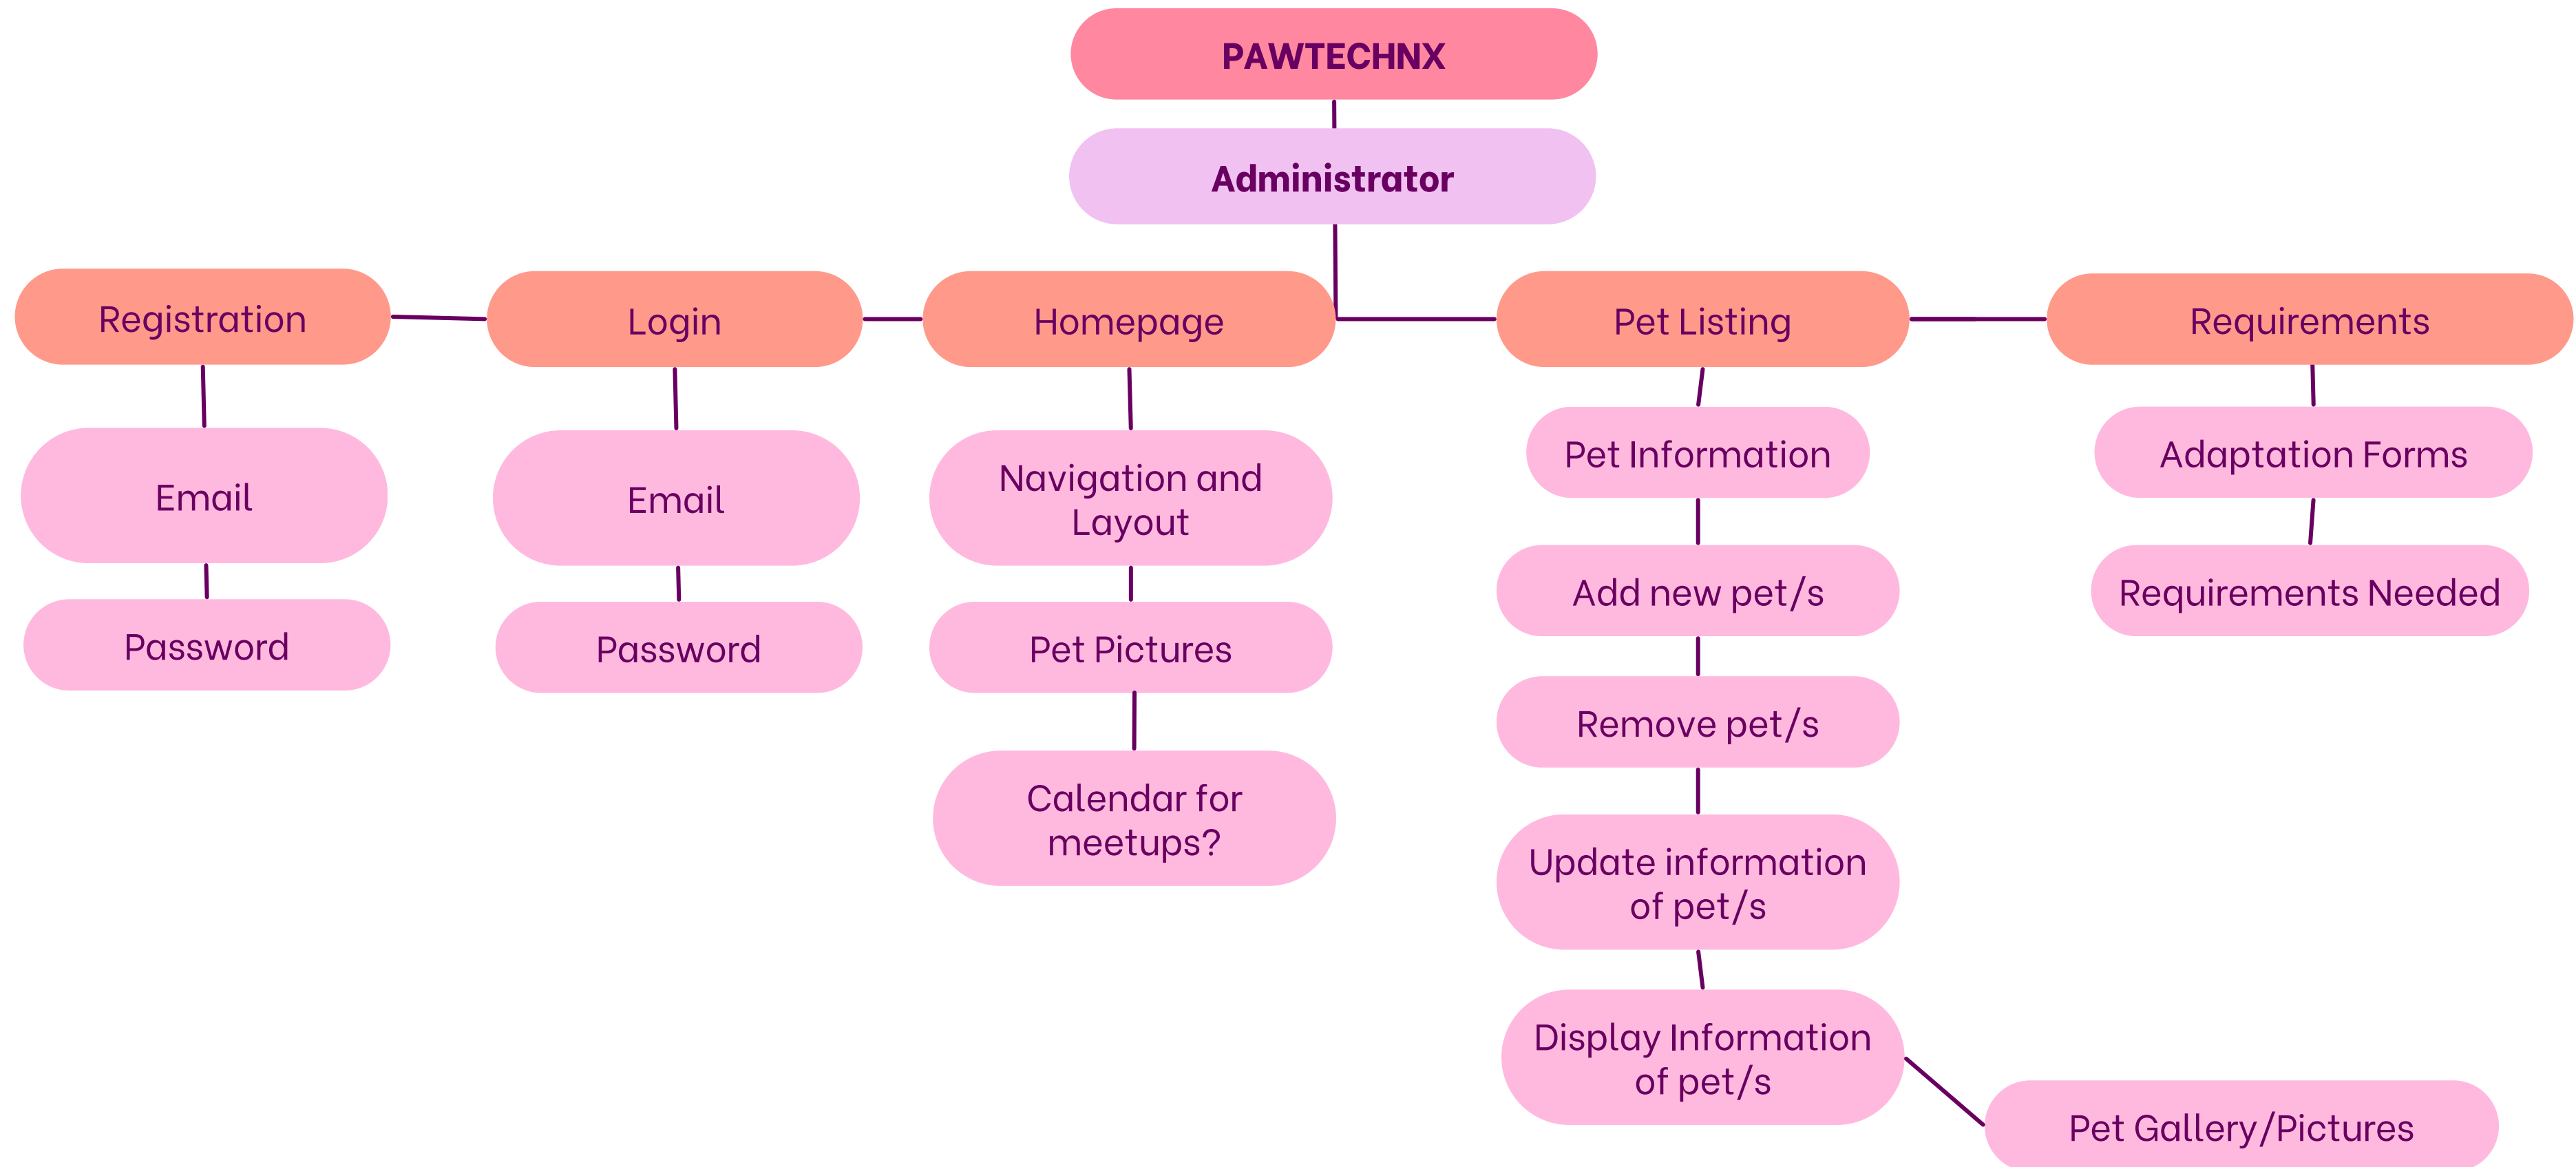 PAWTECHNX
Administrator
Registration
Login
Homepage
Pet Listing
Requirements
Email
Password
Email
Password
Navigation and
Layout
Pet Pictures
Calendar for
meetups?
Pet Information
Add new pet/s
Remove pet/s
Update information
of pet/s
Display Information
of pet/s
Pet Gallery/Pictures
Adaptation Forms
Requirements Needed